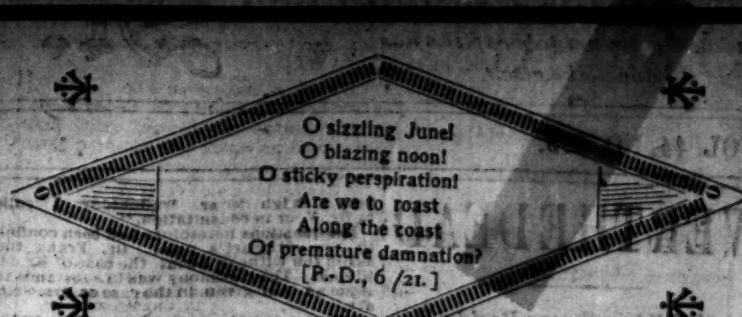 O sizzling June!
O blazing noon!
O sticky perspiration!
Are we to roast
Along the coast
Of premature damnation?
[P.-D., 6/21.]